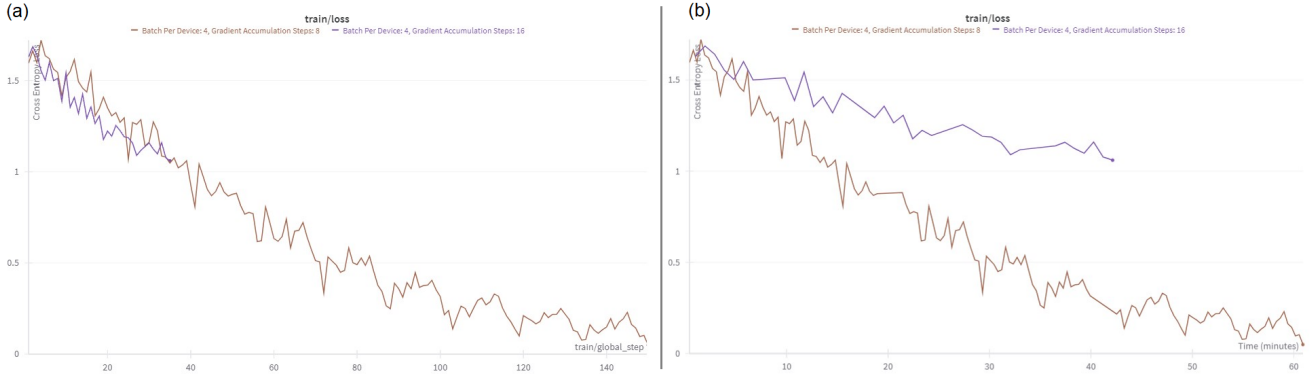 (a)
train/loss
Batch Per Device: 4, Gradient Accumulation Steps: 8 Batch Per Device: 4, Gradient Accumulation Steps: 16
Cross Entropy
1.5
1
0.5
0
20 40 60 80 100 120 140
train/global_step
(b)
train/loss
Batch Per Device: 4, Gradient Accumulation Steps: 8 Batch Per Device: 4, Gradient Accumulation Steps: 16
Cross Entropy
1.5
1
0.5
0
10 20 30 40 50 60
Time (minutes)